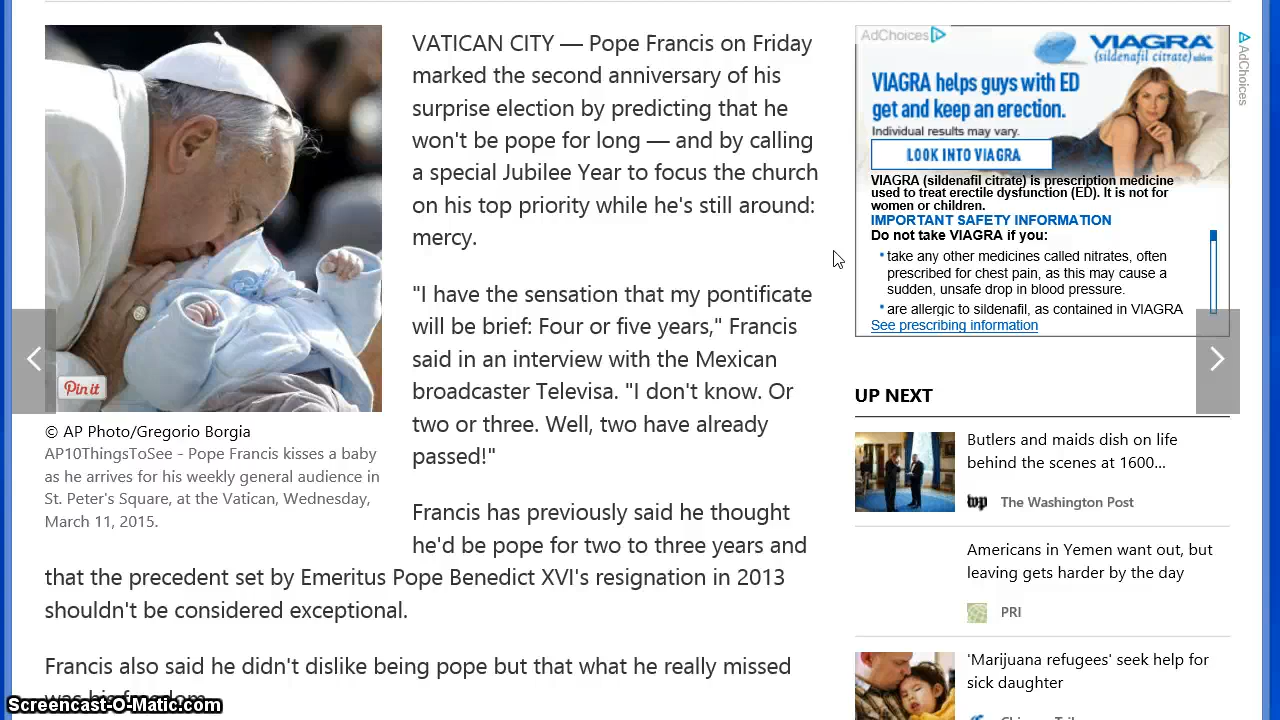 VATICAN CITY — Pope Francis on Friday
marked the second anniversary of his
surprise election by predicting that he
won't be pope for long — and by calling
a special Jubilee Year to focus the church
on his top priority while he's still around:
mercy.
"I have the sensation that my pontificate
will be brief: Four or five years," Francis
said in an interview with the Mexican
broadcaster Televisa. "I don't know. Or
two or three. Well, two have already
passed!"
Pin it
© AP Photo/Gregorio Borgia
AP10ThingsToSee - Pope Francis kisses a baby
as he arrives for his weekly general audience in
St. Peter's Square, at the Vatican, Wednesday,
March 11, 2015.
Francis has previously said he thought
he'd be pope for two to three years and
that the precedent set by Emeritus Pope Benedict XVI's resignation in 2013
shouldn't be considered exceptional.
Francis also said he didn't dislike being pope but that what he really missed
was his freedom.
Screencast-O-Matic.com
AdChoices
VIAGRA
(sildenafil citrate) tablets
VIAGRA helps guys with ED
get and keep an erection.
Individual results may vary.
LOOK INTO VIAGRA
VIAGRA (sildenafil citrate) is prescription medicine
used to treat erectile dysfunction (ED). It is not for
women or children.
IMPORTANT SAFETY INFORMATION
Do not take VIAGRA if you:
• take any other medicines called nitrates, often
prescribed for chest pain, as this may cause a
sudden, unsafe drop in blood pressure.
• are allergic to sildenafil, as contained in VIAGRA
See prescribing information
AdChoices
UP NEXT
Butlers and maids dish on life
behind the scenes at 1600...
wp The Washington Post
Americans in Yemen want out, but
leaving gets harder by the day
PRI
'Marijuana refugees' seek help for
sick daughter